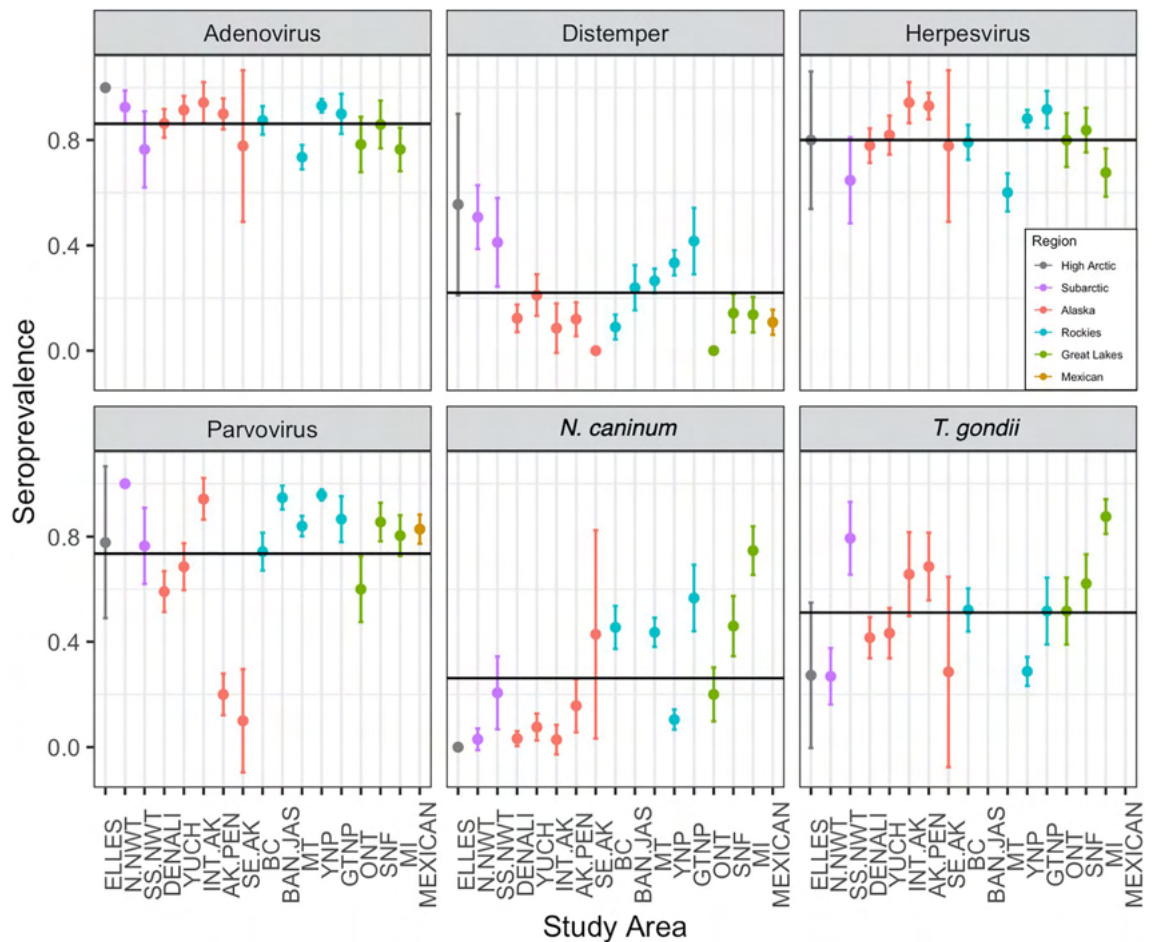 Adenovirus
Distemper
Herpesvirus
Seroprevalence
0.8
0.4
0.0
Region
High Arctic
Subarctic
Alaska
Rockies
Great Lakes
Mexican
Parvovirus
N. caninum
T. gondii
0.8
0.4
0.0
ELLES
N.NWT
SS.NWT
DENALI
YUCH
INT.AK
AK.PEN
SE.AK
BC
BAN.JAS
MT
YNP
GTNP
ONT
SNF
MI
MEXICAN
ELLES
N.NWT
SS.NWT
DENALI
YUCH
INT.AK
AK.PEN
SE.AK
BC
BAN.JAS
MT
YNP
GTNP
ONT
SNF
MI
MEXICAN
ELLES
N.NWT
SS.NWT
DENALI
YUCH
INT.AK
AK.PEN
SE.AK
BC
BAN.JAS
MT
YNP
GTNP
ONT
SNF
MI
MEXICAN
Study Area